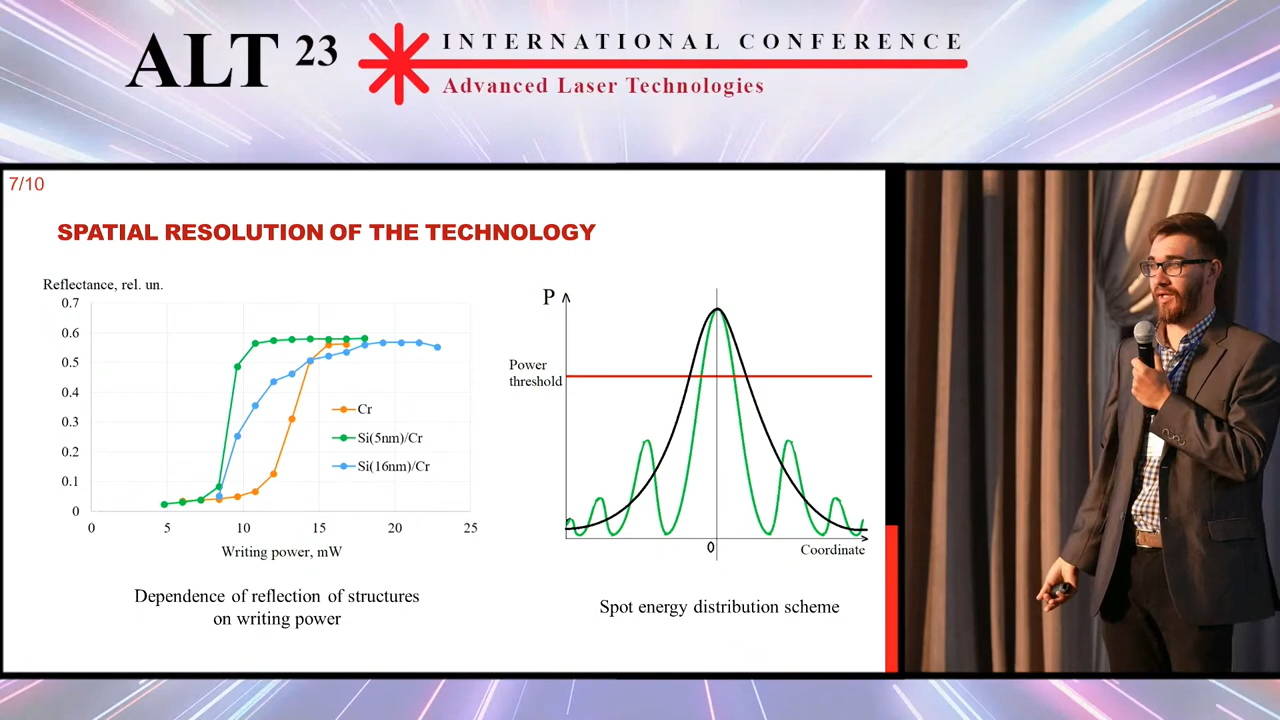 ALT 23
INTERNATIONAL CONFERENCE
Advanced Laser Technologies
7/10
SPATIAL RESOLUTION OF THE TECHNOLOGY
Reflectance, rel. un.
0.7
0.6
0.5
0.4
0.3
0.2
0.1
0
0 5 10 15 20 25
Writing power, mW
Cr
Si(5nm)/Cr
Si(16nm)/Cr
Dependence of reflection of structures
on writing power
P
Power
threshold
0
Coordinate
Spot energy distribution scheme